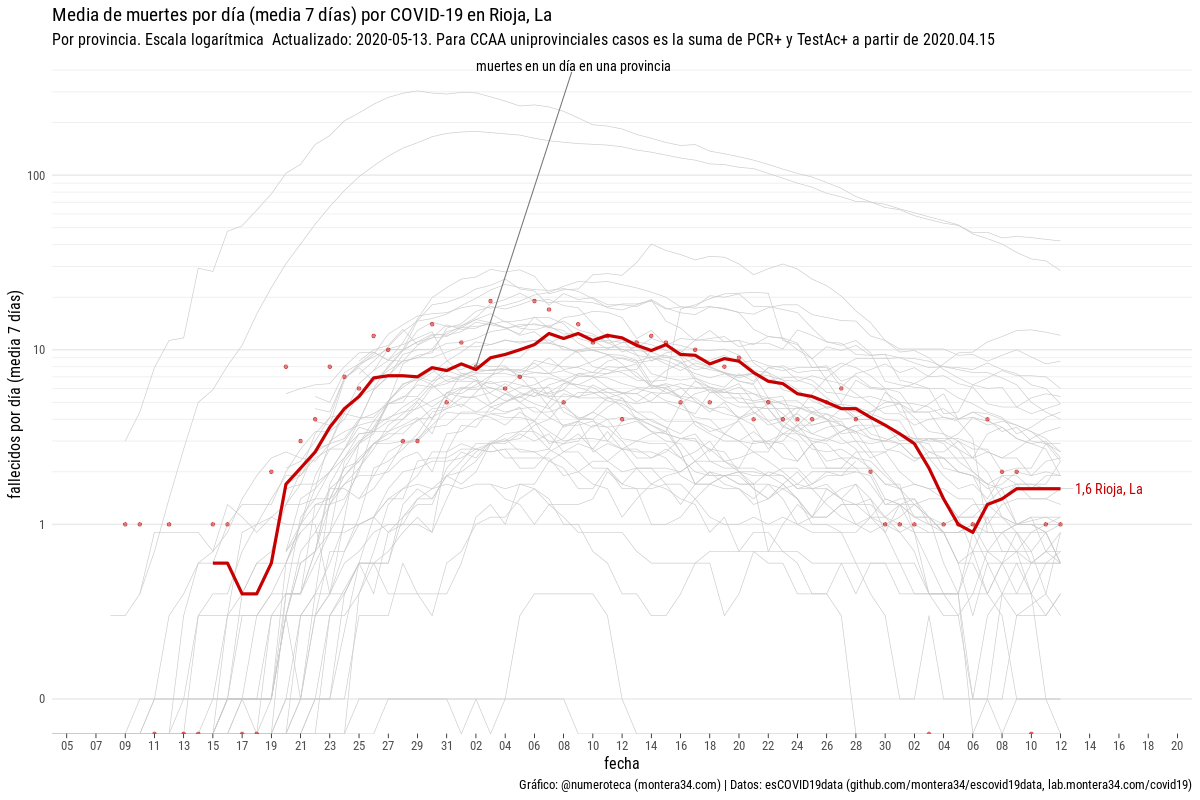 Media de muertes por día (media 7 días) por COVID-19 en Rioja, La
Por provincia. Escala logarítmica  Actualizado: 2020-05-13. Para CCAA uniprovinciales casos es la suma de PCR+ y TestAc+ a partir de 2020.04.15
muertes en un día en una provincia
fallecidos por día (media  7 días)
100
10
1
0
1,6 Rioja, La
05 07 09 11 13 15 17 19 21 23 25 27 29 31 02 04 06 08 10 12 14 16 18 20 22 24 26 28 30 02 04 06 08 10 12 14 16 18 20
fecha
Gráfico: @numeroteca (montera34.com) | Datos: esCOVID19data (github.com/montera34/escovid19data, lab.montera34.com/covid19)